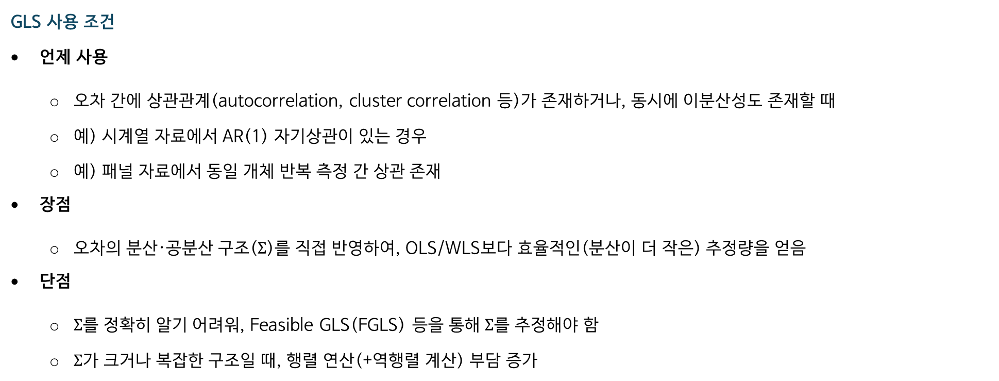 GLS 사용 조건
• 언제 사용
○ 오차 간에 상관관계(autocorrelation, cluster correlation 등)가 존재하거나, 동시에 이분산성도 존재할 때
○ 예) 시계열 자료에서 AR(1) 자기상관이 있는 경우
○ 예) 패널 자료에서 동일 개체 반복 측정 간 상관 존재
• 장점
○ 오차의 분산·공분산 구조(Σ)를 직접 반영하여, OLS/WLS보다 효율적인(분산이 더 작은) 추정량을 얻음
• 단점
○ Σ를 정확히 알기 어려워, Feasible GLS(FGLS) 등을 통해 Σ를 추정해야 함
○ Σ가 크거나 복잡한 구조일 때, 행렬 연산(+역행렬 계산) 부담 증가